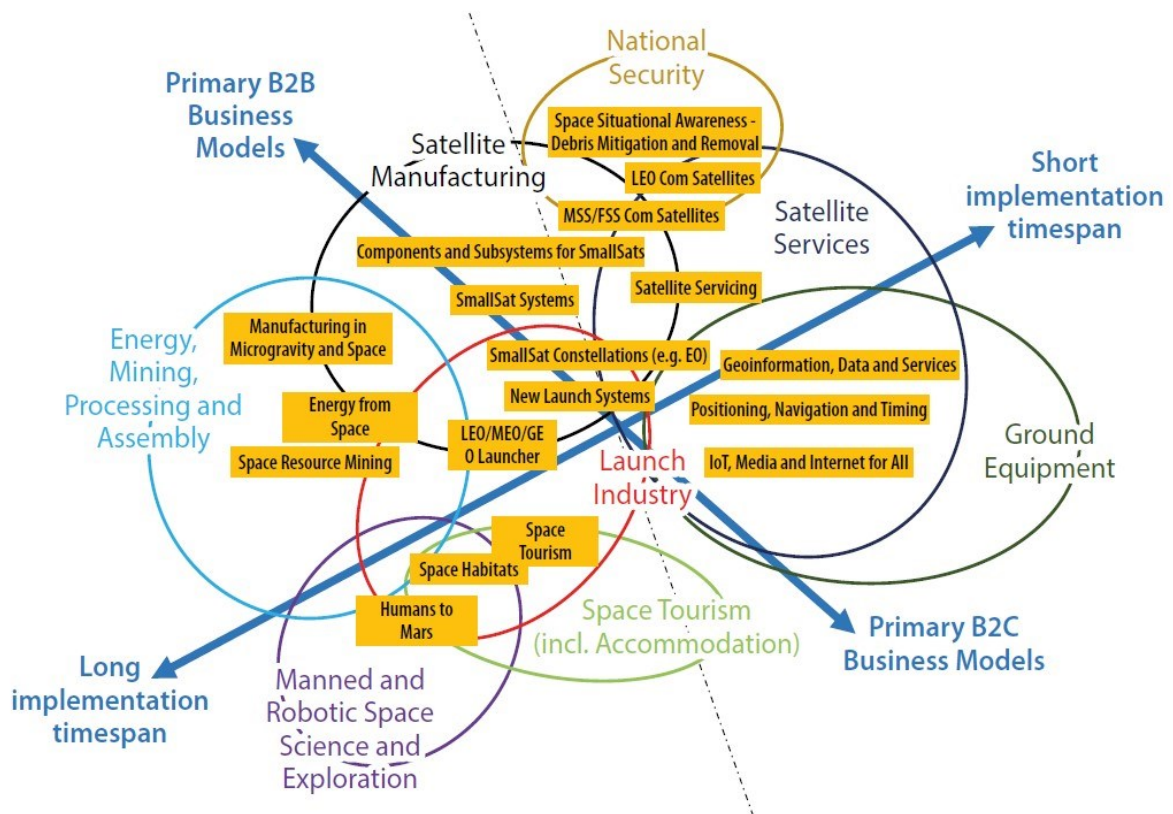 National
Security
Primary B2B
Business
Models
Space Situational Awareness -
Debris Mitigation and Removal
Satellite
Manufacturing
LEO Com Satellites
Short
implementation
timespan
MSS/FSS Com Satellites
Satellite
Services
Components and Subsystems for SmallSats
Satellite Servicing
SmallSat Systems
Energy,
Mining,
Processing and
Assembly
Manufacturing in
Microgravity and Space
SmallSat Constellations (e.g. EO)
Geoinformation, Data and Services
New Launch Systems
Positioning, Navigation and Timing
Energy from
Space
LEO/MEO/GE
O Launcher
Space Resource Mining
Launch
Industry
IoT, Media and Internet for All
Ground
Equipment
Space
Tourism
Space Habitats
Humans to
Mars
Space Tourism
(incl. Accommodation)
Primary B2C
Business Models
Long
implementation
timespan
Manned and
Robotic Space
Science and
Exploration